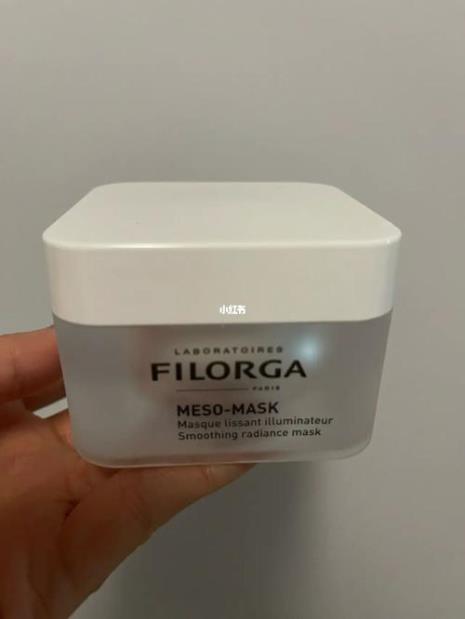 小红书
LABORATOIRES
FILORGA
PARIS
MESO-MASK
Masque lissant illuminateur
Smoothing radiance mask